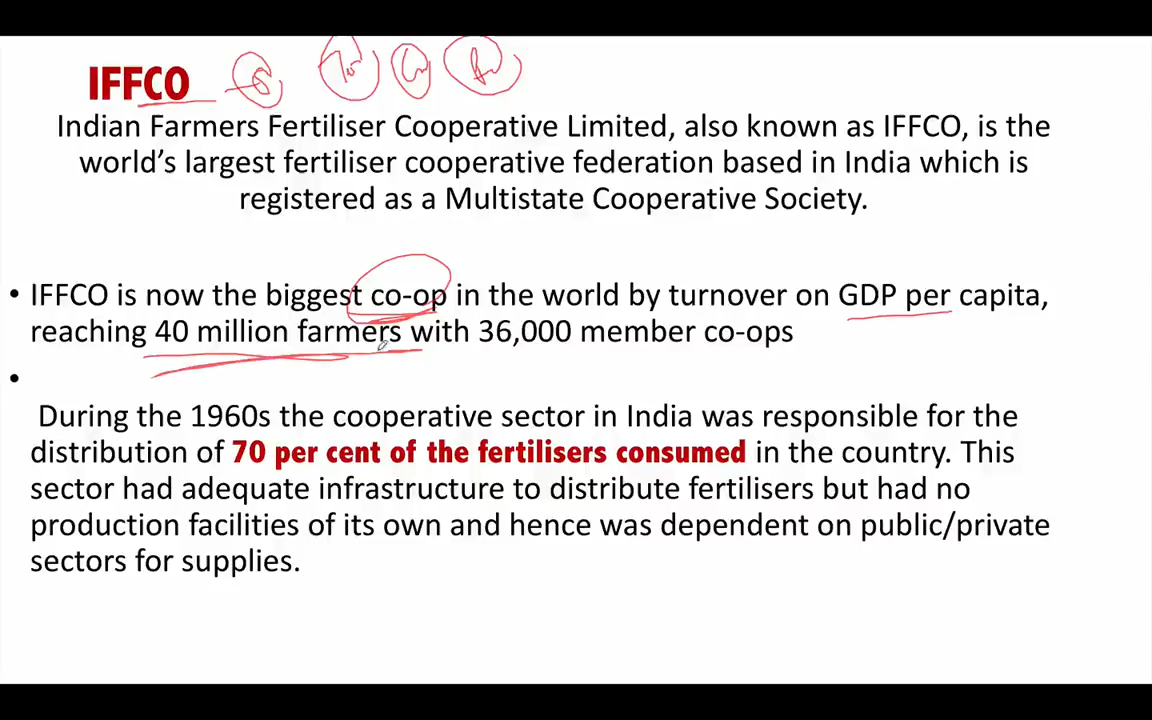 IFFCO
Indian Farmers Fertiliser Cooperative Limited, also known as IFFCO, is the
world's largest fertiliser cooperative federation based in India which is
registered as a Multistate Cooperative Society.
• IFFCO is now the biggest co-op in the world by turnover on GDP per capita,
reaching 40 million farmers with 36,000 member co-ops
•
During the 1960s the cooperative sector in India was responsible for the
distribution of 70 per cent of the fertilisers consumed in the country. This
sector had adequate infrastructure to distribute fertilisers but had no
production facilities of its own and hence was dependent on public/private
sectors for supplies.